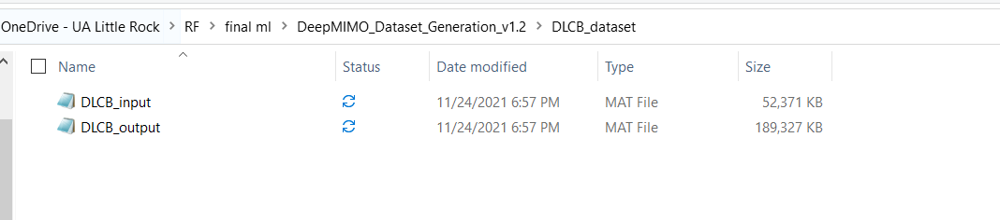 OneDrive - UA Little Rock > RF > final ml > DeepMIMO_Dataset_Generation_v1.2 > DLCB_dataset
Name Status Date modified Type Size
DLCB_input 11/24/2021 6:57 PM MAT File 52,371 KB
DLCB_output 11/24/2021 6:57 PM MAT File 189,327 KB